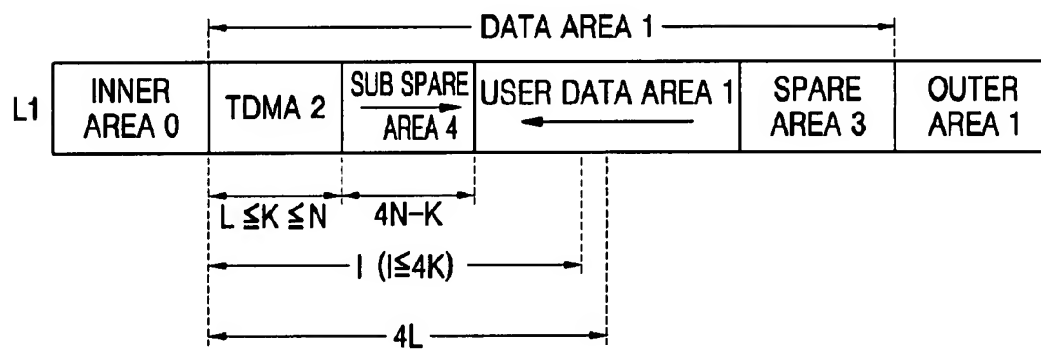 DATA AREA 1
L1
INNER
AREA 0
TDMA 2
SUB SPARE
AREA 4
USER DATA AREA 1
SPARE
AREA 3
OUTER
AREA 1
L ≦K ≦N
4N-K
I (I≦4K)
4L